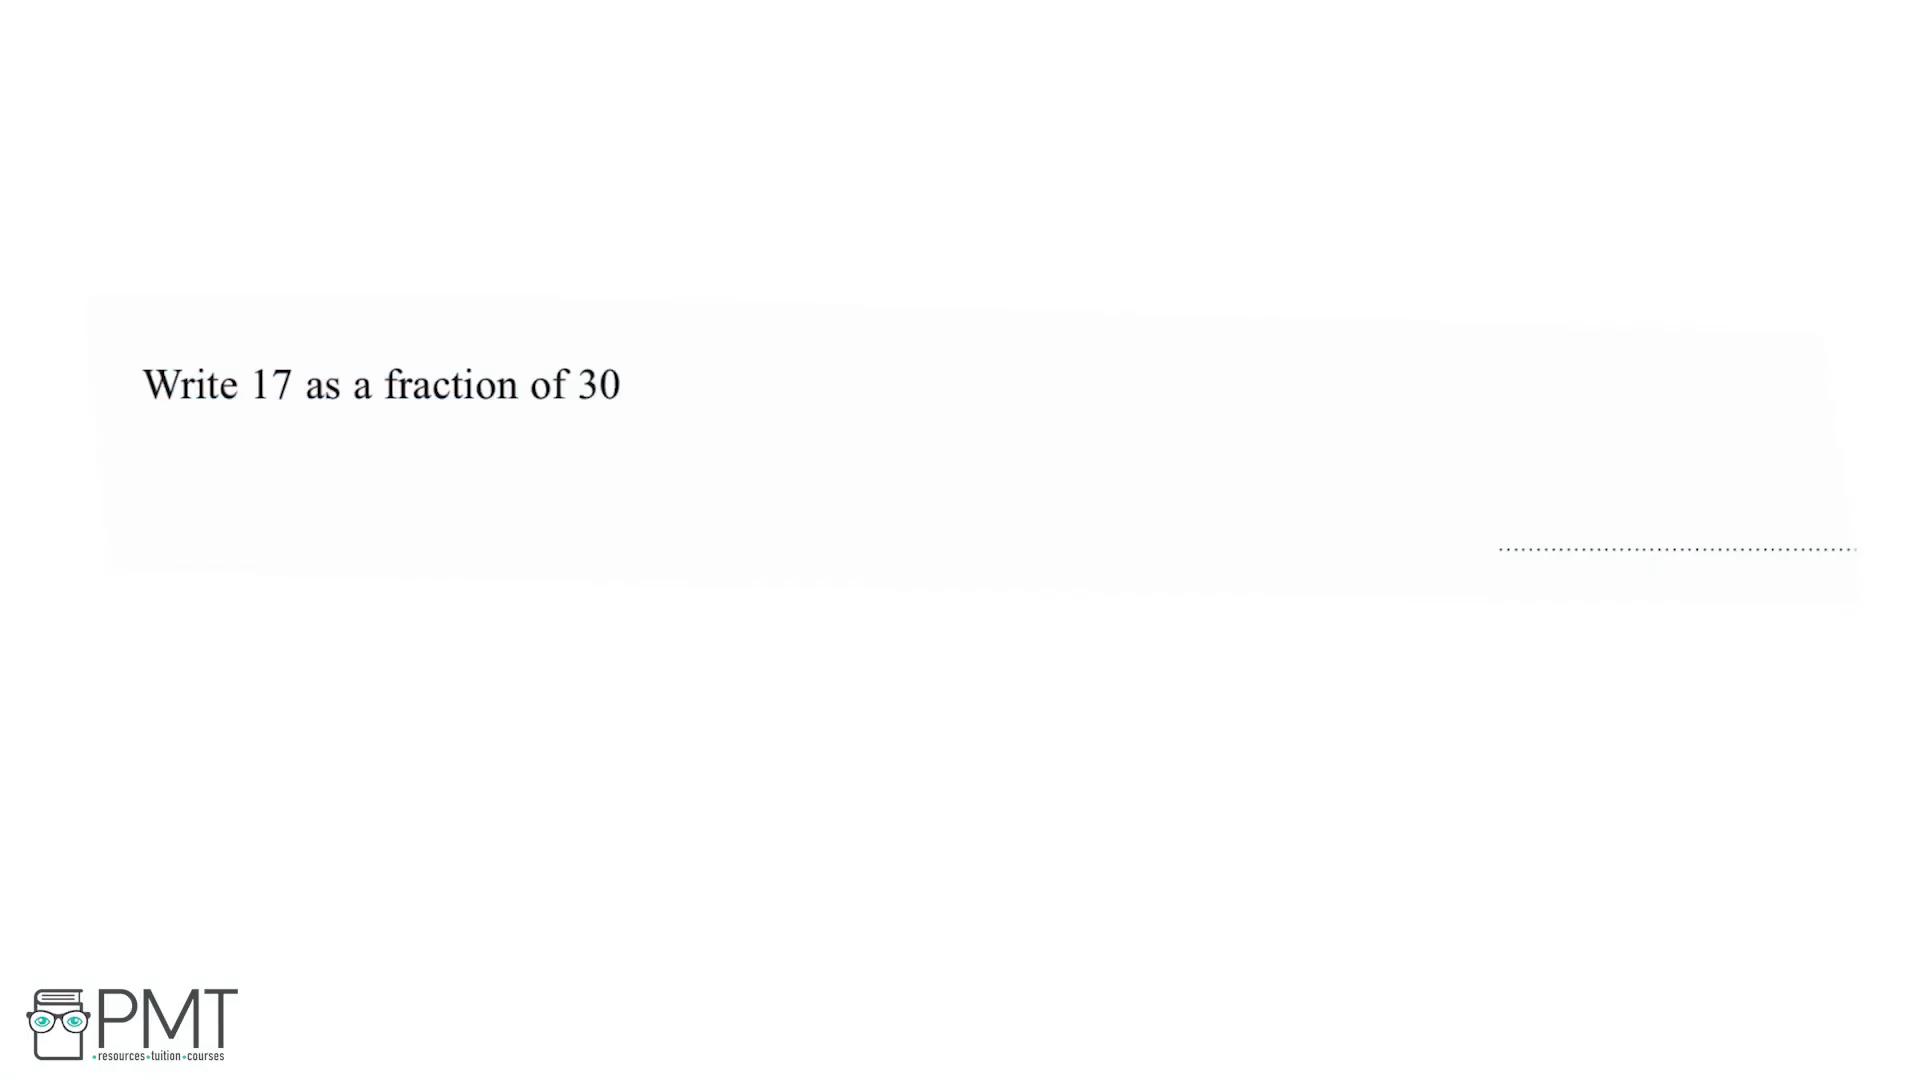 Write 17 as a fraction of 30
PMT
•resources•tuition•courses